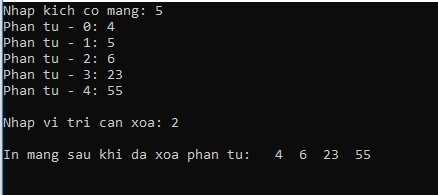 Nhap kich co mang: 5
Phan tu - 0: 4
Phan tu - 1: 5
Phan tu - 2: 6
Phan tu - 3: 23
Phan tu - 4: 55
Nhap vi tri can xoa: 2
In mang sau khi da xoa phan tu:   4  6  23  55